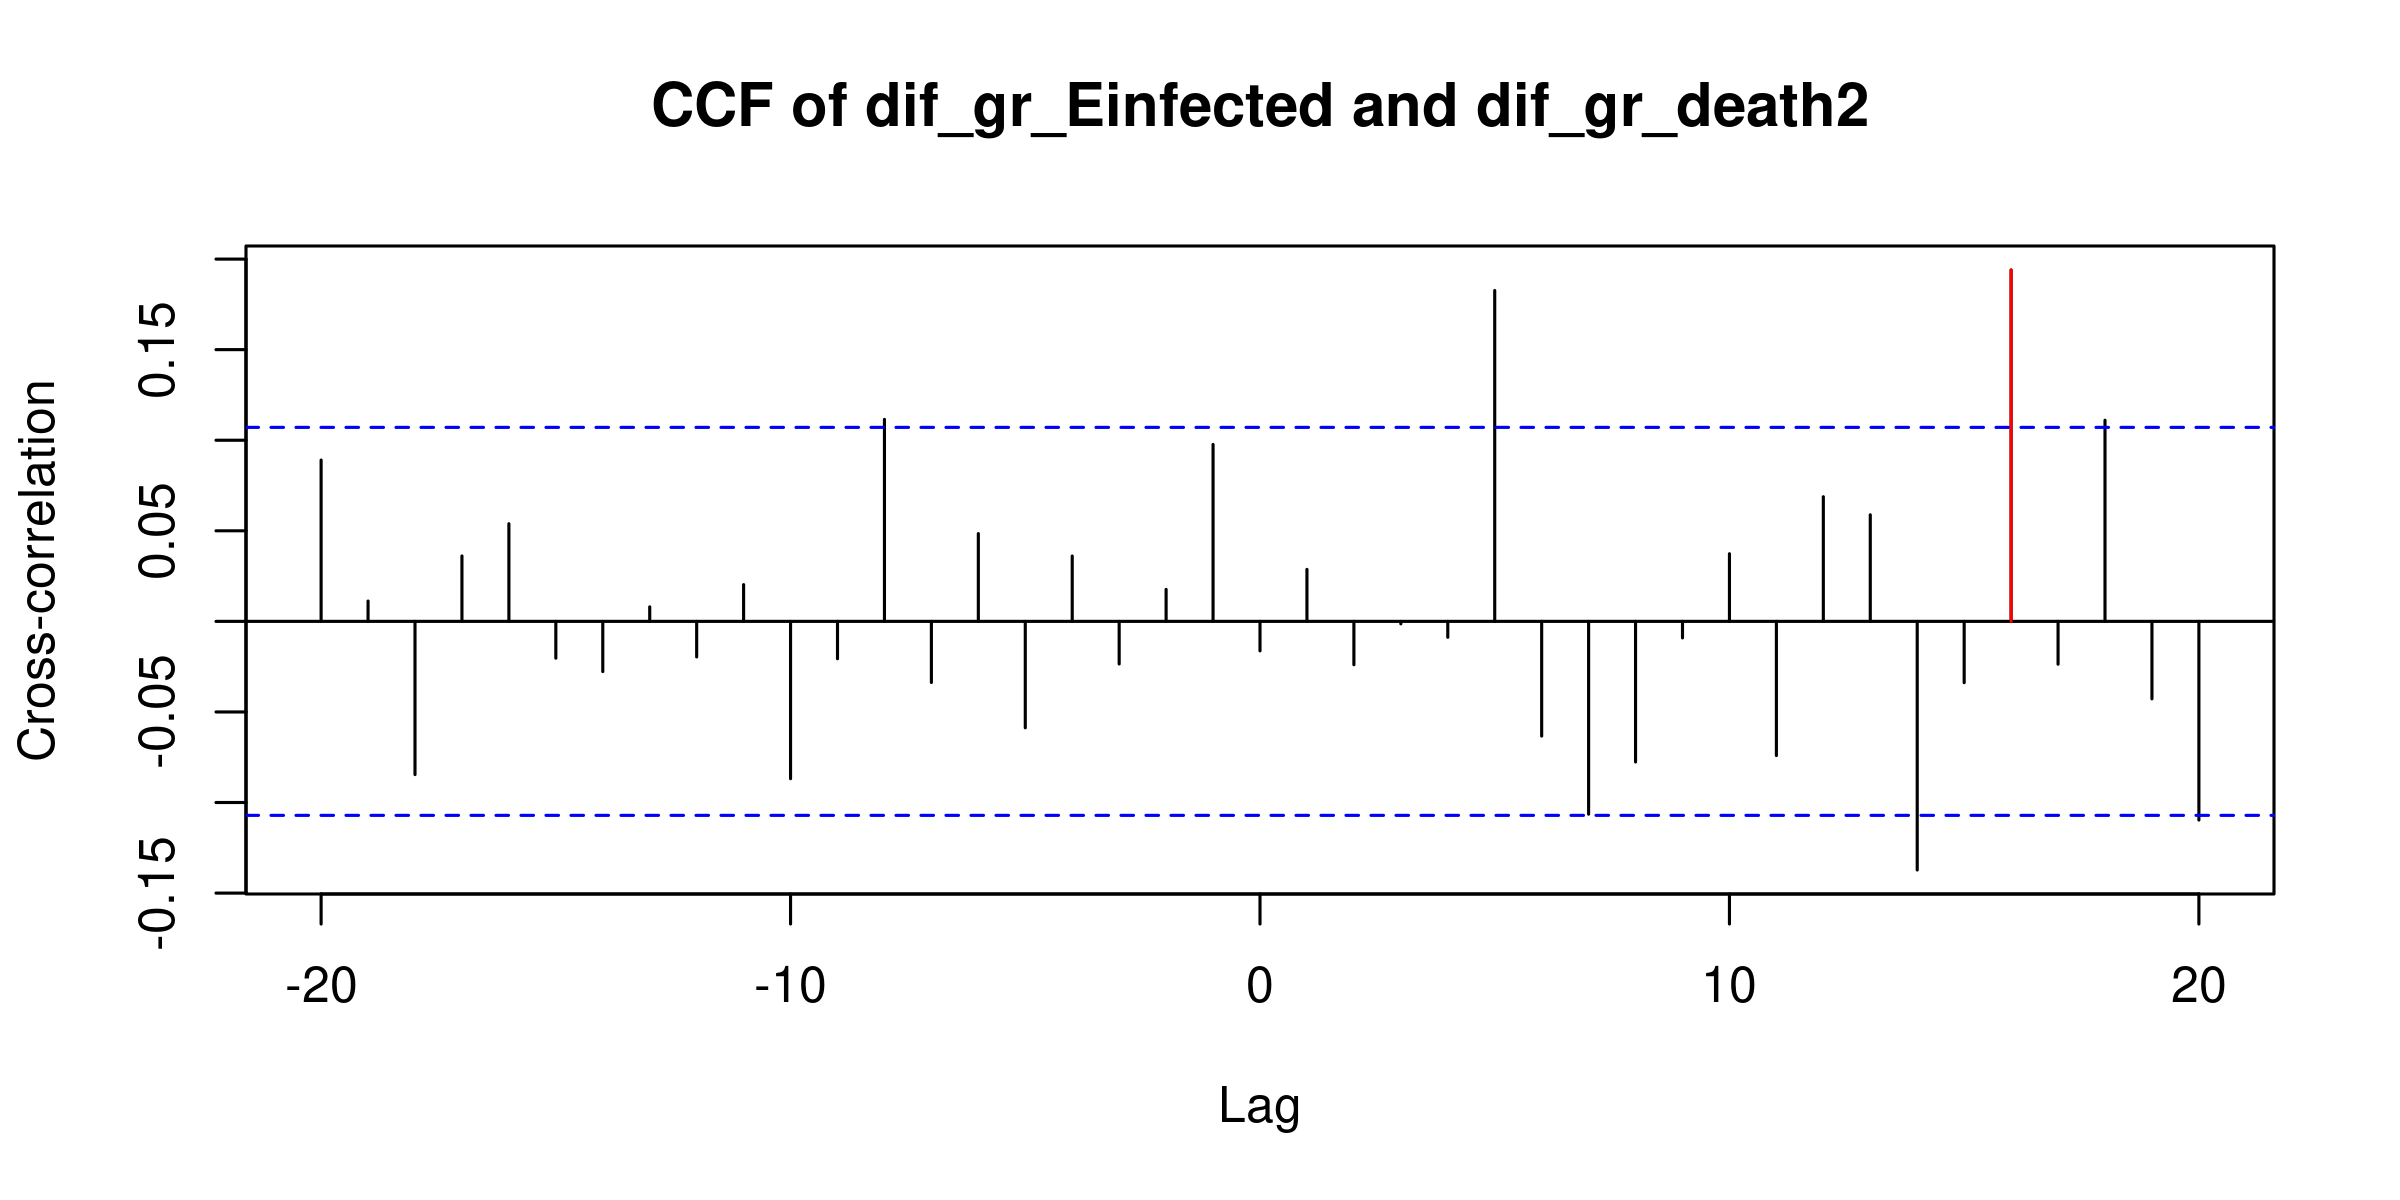 CCF of dif_gr_Einfected and dif_gr_death2
Cross-correlation
0.15
0.05
-0.05
-0.15
-20 -10 0 10 20
Lag